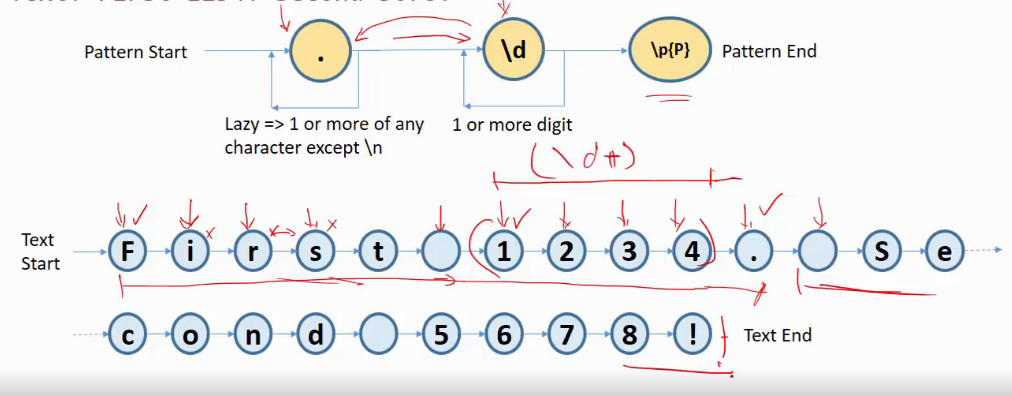 Pattern Start . \d \p{P} Pattern End
Lazy => 1 or more of any 1 or more digit
character except \n
(\d+)
Text Start F i r s t 1 2 3 4 . S e
c o n d 5 6 7 8 ! Text End